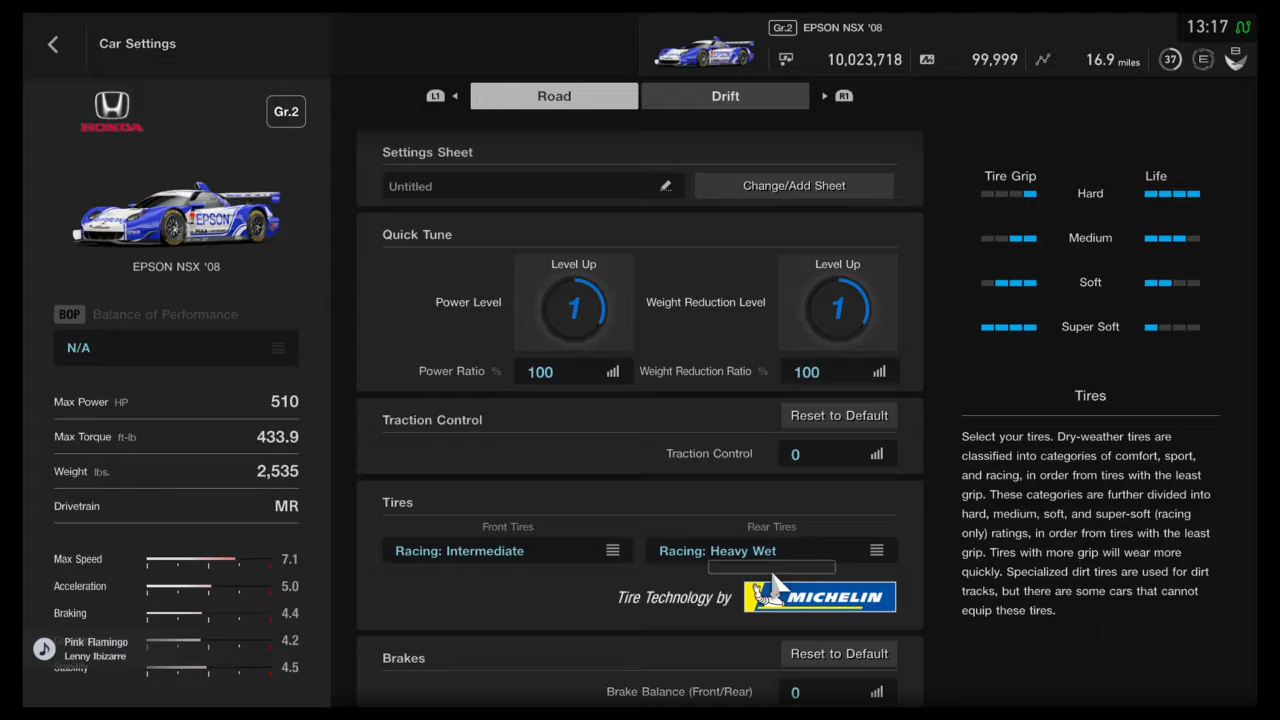 Car Settings
Gr.2 EPSON NSX '08
10,023,718 99,999 16.9 miles 37 E B
13:17
HONDA
Gr.2
EPSON
EPSON NSX '08
BOP Balance of Performance
N/A
Max Power HP 510
Max Torque ft-lb 433.9
Weight lbs. 2,535
Drivetrain MR
Max Speed 7.1
Acceleration 5.0
Braking 4.4
4.2
Stability 4.5
Pink Flamingo
Lenny Ibizarre
L1 Road Drift R1
Settings Sheet
Untitled Change/Add Sheet
Quick Tune
Level Up Level Up
Power Level 1 Weight Reduction Level 1
Power Ratio % 100 Weight Reduction Ratio % 100
Traction Control Reset to Default
Traction Control 0
Tires
Front Tires Rear Tires
Racing: Intermediate Racing: Heavy Wet
Tire Technology by MICHELIN
Brakes Reset to Default
Brake Balance (Front/Rear) 0
Tire Grip Life
Hard
Medium
Soft
Super Soft
Tires
Select your tires. Dry-weather tires are
classified into categories of comfort, sport,
and racing, in order from tires with the least
grip. These categories are further divided into
hard, medium, soft, and super-soft (racing
only) ratings, in order from tires with the least
grip. Tires with more grip will wear more
quickly. Specialized dirt tires are used for dirt
tracks, but there are some cars that cannot
equip these tires.